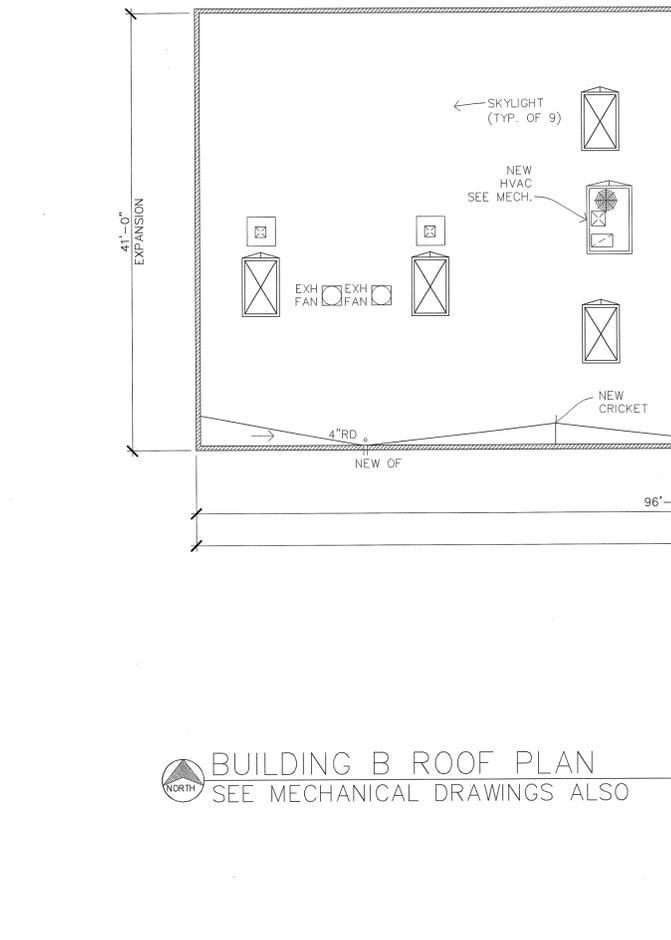 SKYLIGHT
(TYP. OF 9)
NEW
HVAC
SEE MECH.
41'-0"
EXPANSION
EXH
FAN
EXH
FAN
NEW
CRICKET
4"RD
NEW OF
96'-
BUILDING B ROOF PLAN
NORTH
SEE MECHANICAL DRAWINGS ALSO